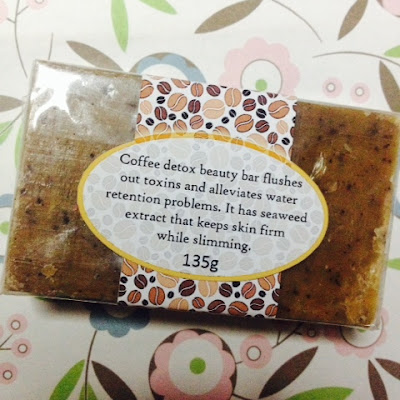 Coffee detox beauty bar flushes
out toxins and alleviates water
retention problems. It has seaweed
extract that keeps skin firm
while slimming.
135g